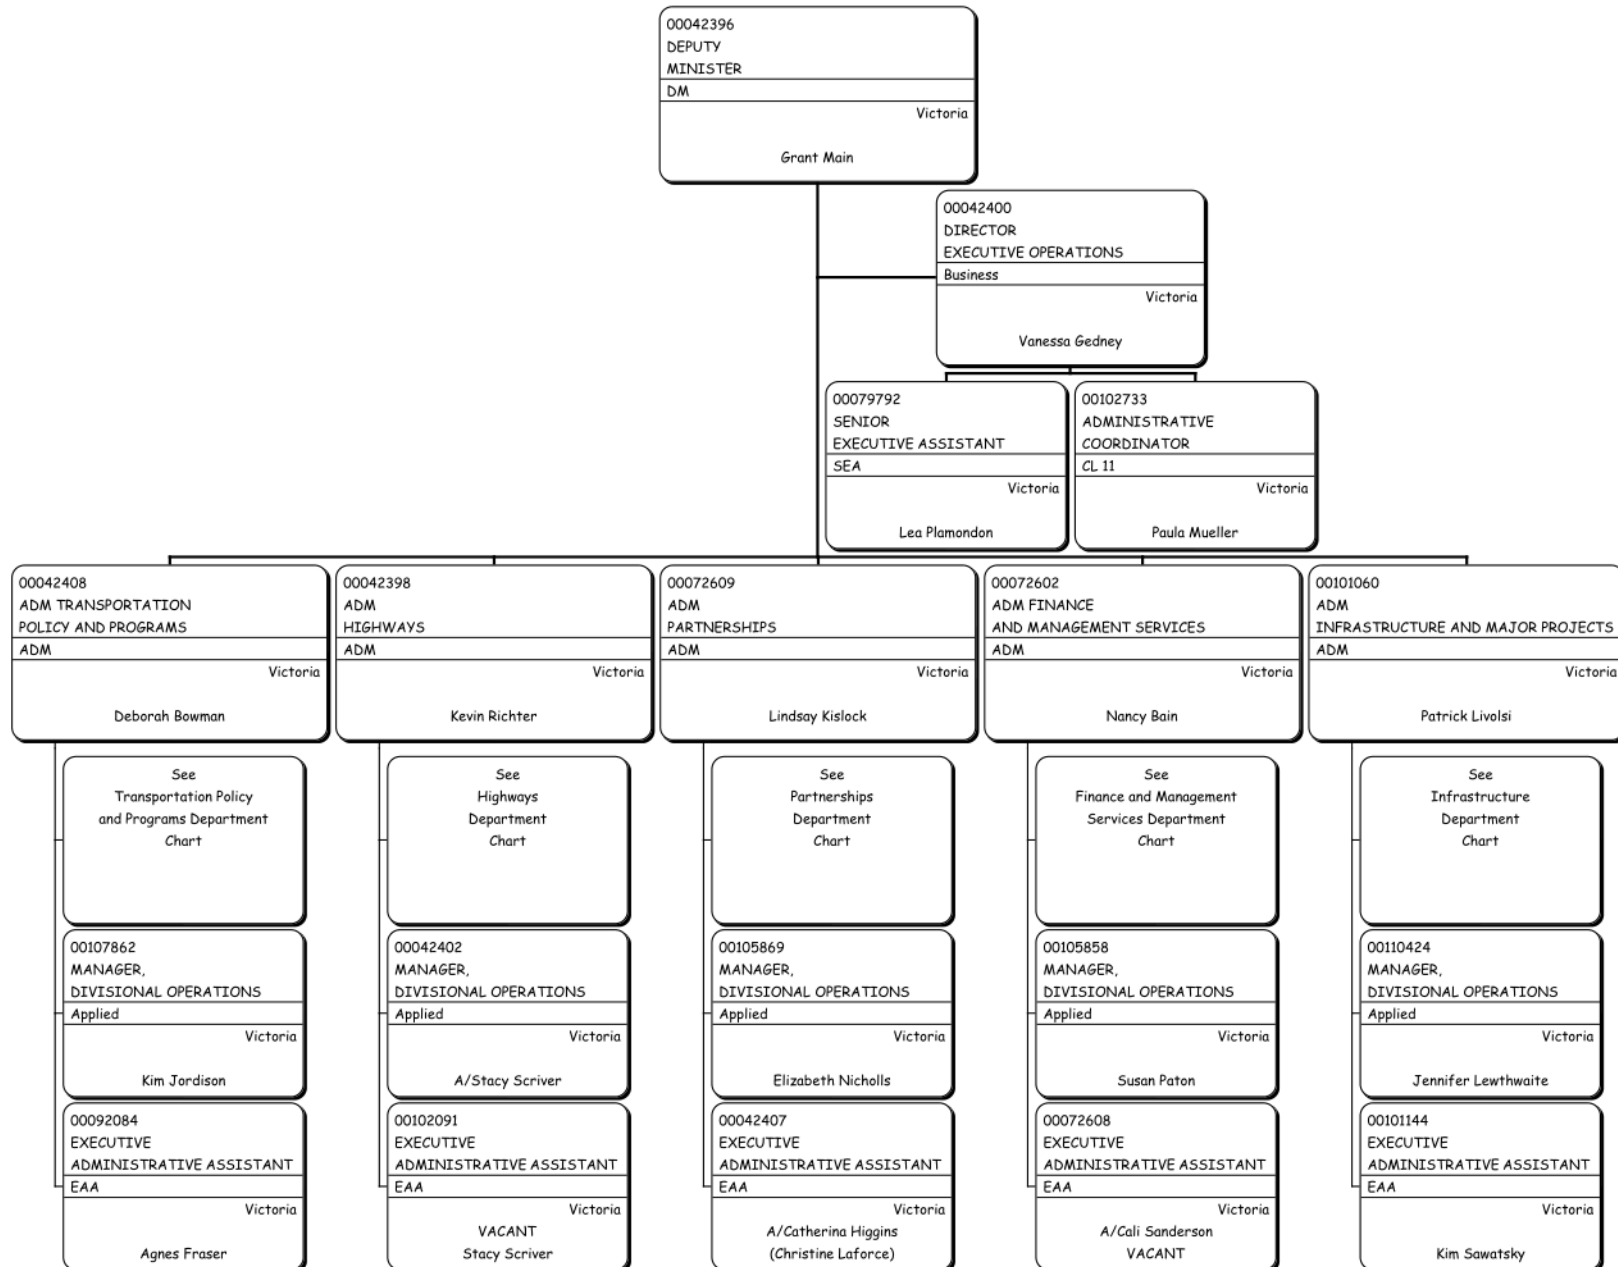 00042396
DEPUTY
MINISTER
DM
Victoria
Grant Main
00042400
DIRECTOR
EXECUTIVE OPERATIONS
Business
Victoria
Vanessa Gedney
00079792
SENIOR
EXECUTIVE ASSISTANT
SEA
Victoria
Lea Plamondon
00102733
ADMINISTRATIVE
COORDINATOR
CL 11
Victoria
Paula Mueller
00042408
ADM TRANSPORTATION
POLICY AND PROGRAMS
ADM
Victoria
Deborah Bowman
00042398
ADM
HIGHWAYS
ADM
Victoria
Kevin Richter
00072609
ADM
PARTNERSHIPS
ADM
Victoria
Lindsay Kislock
00072602
ADM FINANCE
AND MANAGEMENT SERVICES
ADM
Victoria
Nancy Bain
00101060
ADM
INFRASTRUCTURE AND MAJOR PROJECTS
ADM
Victoria
Patrick Livolsi
See
Transportation Policy
and Programs Department
Chart
See
Highways
Department
Chart
See
Partnerships
Department
Chart
See
Finance and Management
Services Department
Chart
See
Infrastructure
Department
Chart
00107862
MANAGER,
DIVISIONAL OPERATIONS
Applied
Victoria
Kim Jordison
00042402
MANAGER,
DIVISIONAL OPERATIONS
Applied
Victoria
A/Stacy Scriver
00105869
MANAGER,
DIVISIONAL OPERATIONS
Applied
Victoria
Elizabeth Nicholls
00105858
MANAGER,
DIVISIONAL OPERATIONS
Applied
Victoria
Susan Paton
00110424
MANAGER,
DIVISIONAL OPERATIONS
Applied
Victoria
Jennifer Lewthwaite
00092084
EXECUTIVE
ADMINISTRATIVE ASSISTANT
EAA
Victoria
Agnes Fraser
00102091
EXECUTIVE
ADMINISTRATIVE ASSISTANT
EAA
Victoria
VACANT
Stacy Scriver
00042407
EXECUTIVE
ADMINISTRATIVE ASSISTANT
EAA
Victoria
A/Catherina Higgins
(Christine Laforce)
00072608
EXECUTIVE
ADMINISTRATIVE ASSISTANT
EAA
Victoria
A/Cali Sanderson
VACANT
00101144
EXECUTIVE
ADMINISTRATIVE ASSISTANT
EAA
Victoria
Kim Sawatsky